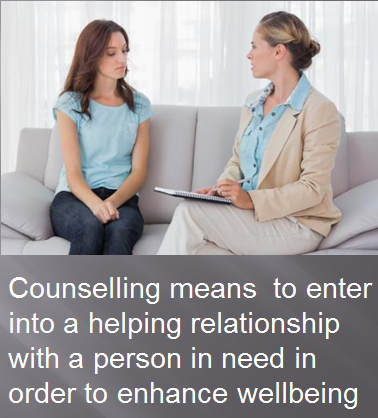 Counselling means  to enter
into a helping relationship
with a person in need in
order to enhance wellbeing